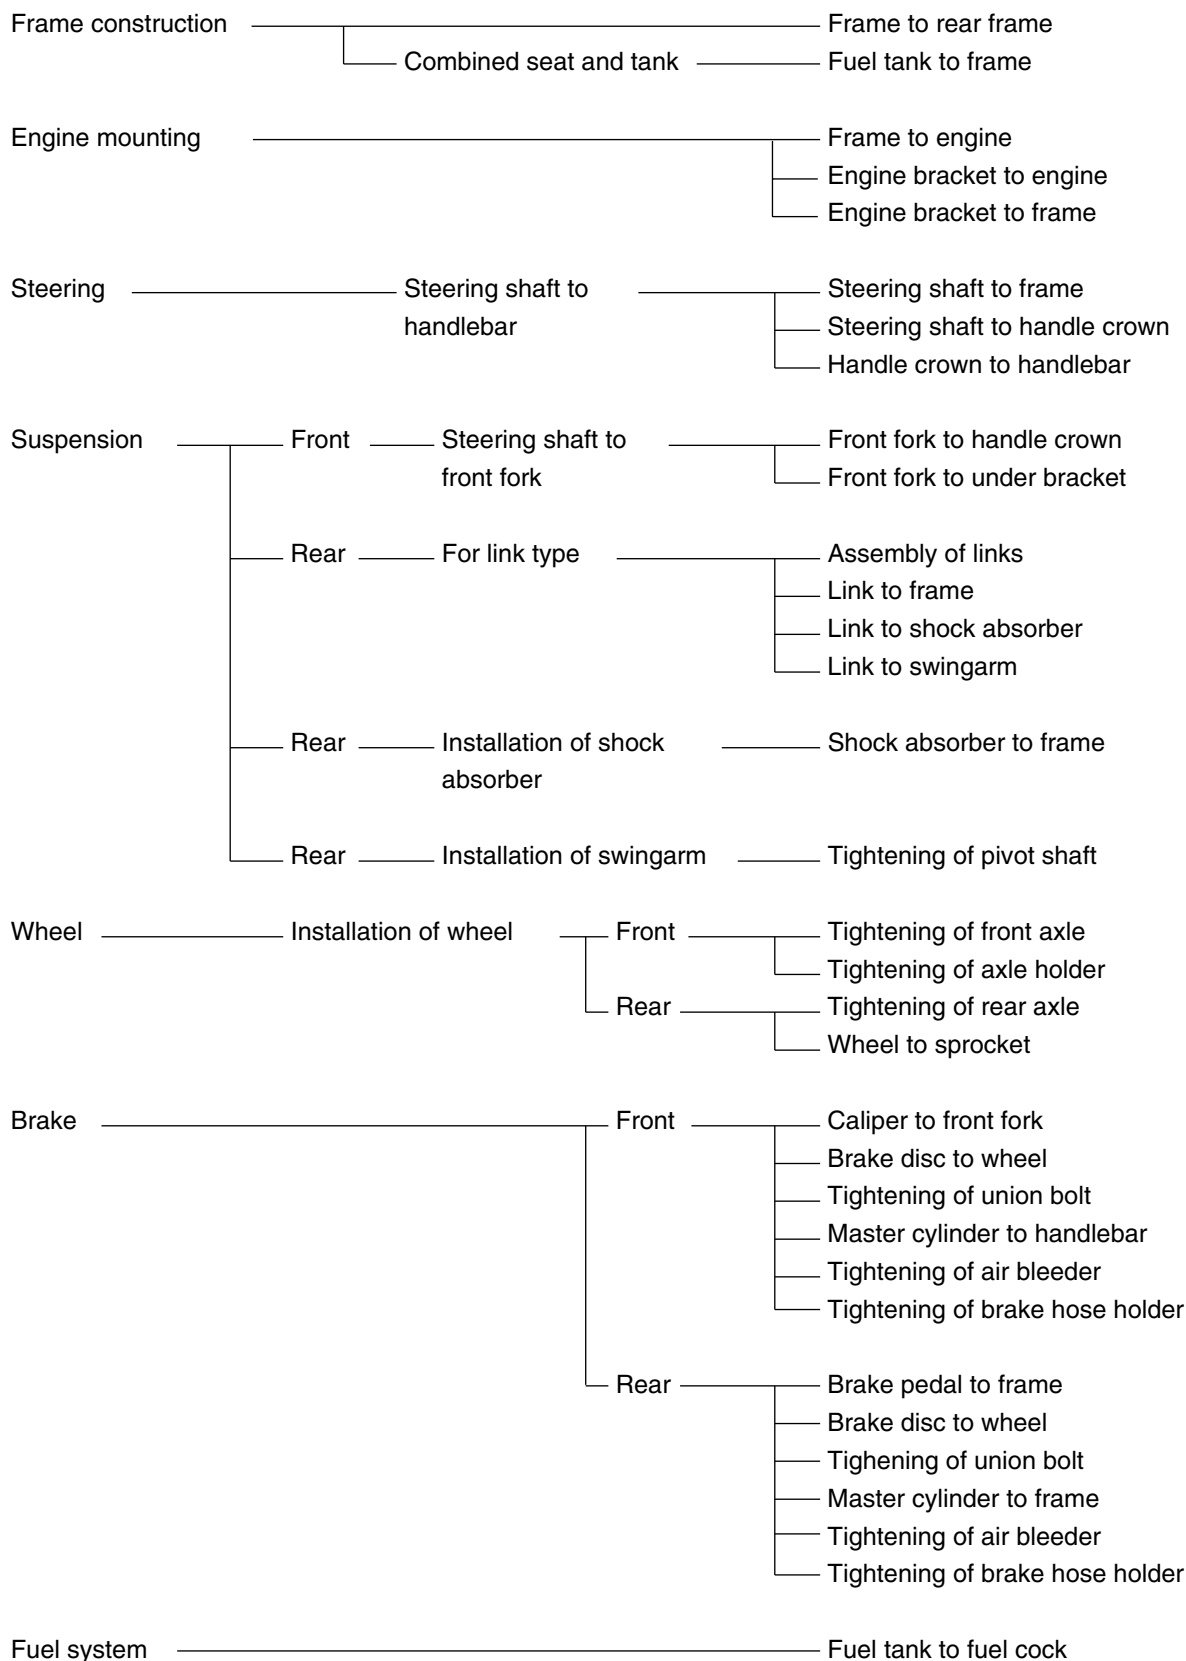 Frame construction Frame to rear frame
Combined seat and tank Fuel tank to frame
Engine mounting Frame to engine
Engine bracket to engine
Engine bracket to frame
Steering Steering shaft to Steering shaft to frame
handlebar Steering shaft to handle crown
Handle crown to handlebar
Suspension Front Steering shaft to Front fork to handle crown
front fork Front fork to under bracket
Rear For link type Assembly of links
Link to frame
Link to shock absorber
Link to swingarm
Rear Installation of shock Shock absorber to frame
absorber
Rear Installation of swingarm Tightening of pivot shaft
Wheel Installation of wheel Front Tightening of front axle
Tightening of axle holder
Rear Tightening of rear axle
Wheel to sprocket
Brake Front Caliper to front fork
Brake disc to wheel
Tightening of union bolt
Master cylinder to handlebar
Tightening of air bleeder
Tightening of brake hose holder
Rear Brake pedal to frame
Brake disc to wheel
Tighening of union bolt
Master cylinder to frame
Tightening of air bleeder
Tightening of brake hose holder
Fuel system Fuel tank to fuel cock